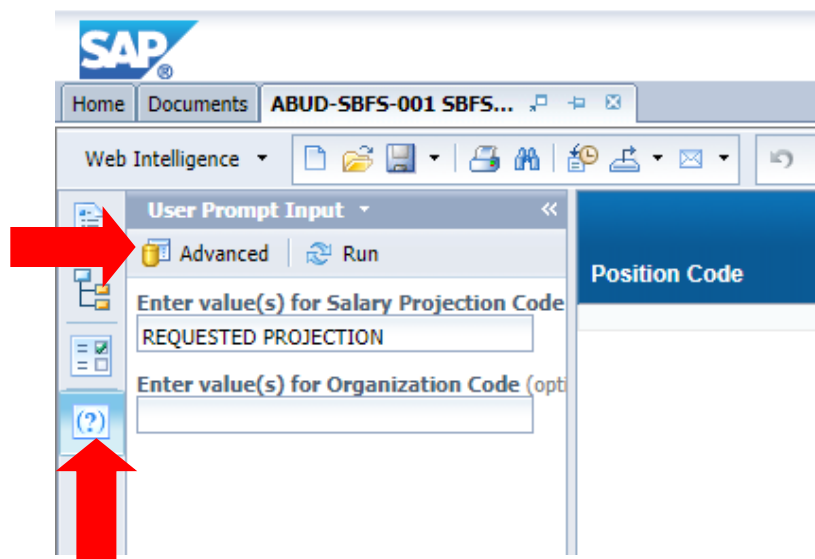 SAP®
Home Documents ABUD-SBFS-001 SBFS...
Web Intelligence
User Prompt Input «
Advanced Run
Position Code
Enter value(s) for Salary Projection Code
REQUESTED PROJECTION
Enter value(s) for Organization Code (opti
(?)